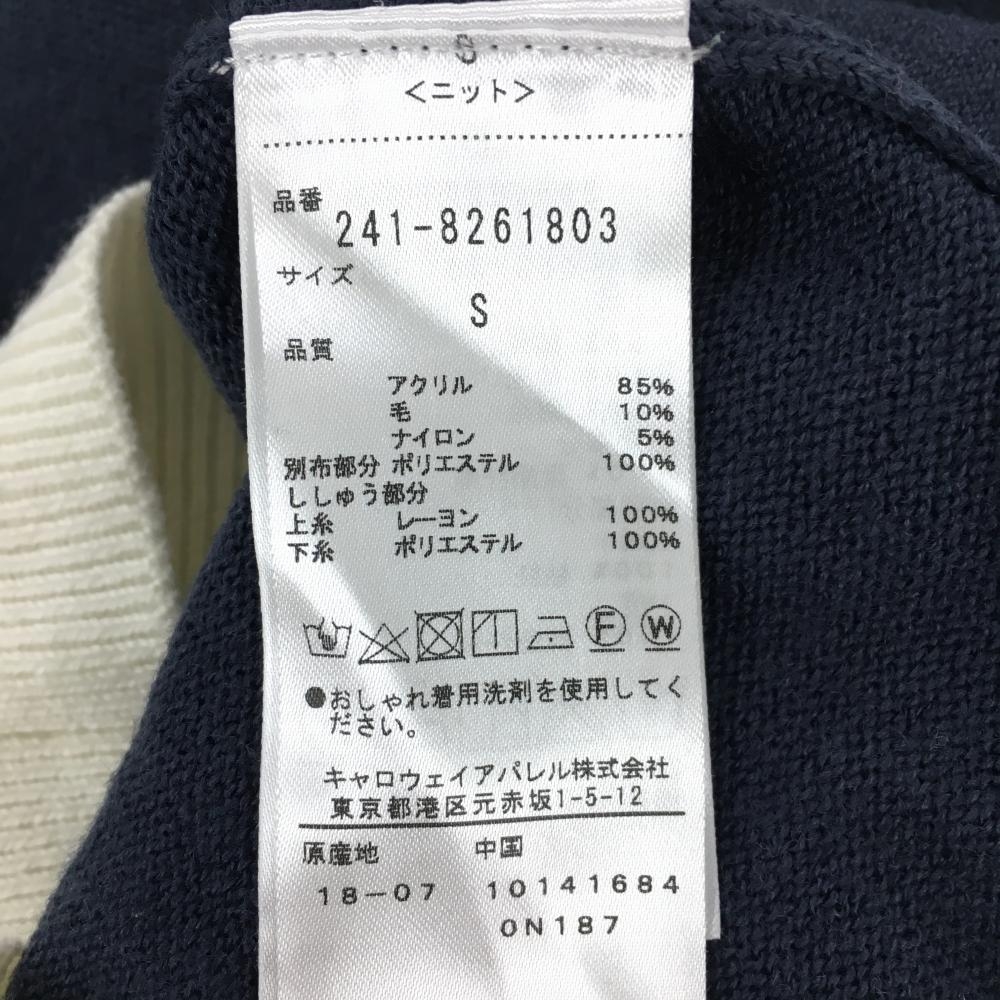 <ニット>
品番
241-8261803
サイズ
S
品質
アクリル 85%
毛 10%
ナイロン 5%
別布部分 ポリエステル 100%
ししゅう部分
上糸 レーヨン 100%
下糸 ポリエステル 100%
F W
●おしゃれ着用洗剤を使用してく
ださい。
キャロウェイアパレル株式会社
東京都港区元赤坂1-5-12
原産地 中国
18-07 10141684
0N187